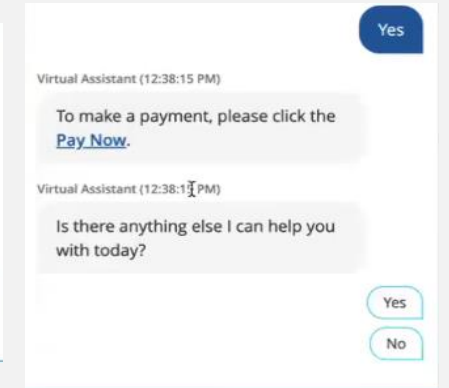 Yes
Virtual Assistant (12:38:15 PM)
To make a payment, please click the
Pay Now.
Virtual Assistant (12:38:15 PM)
Is there anything else I can help you
with today?
Yes
No